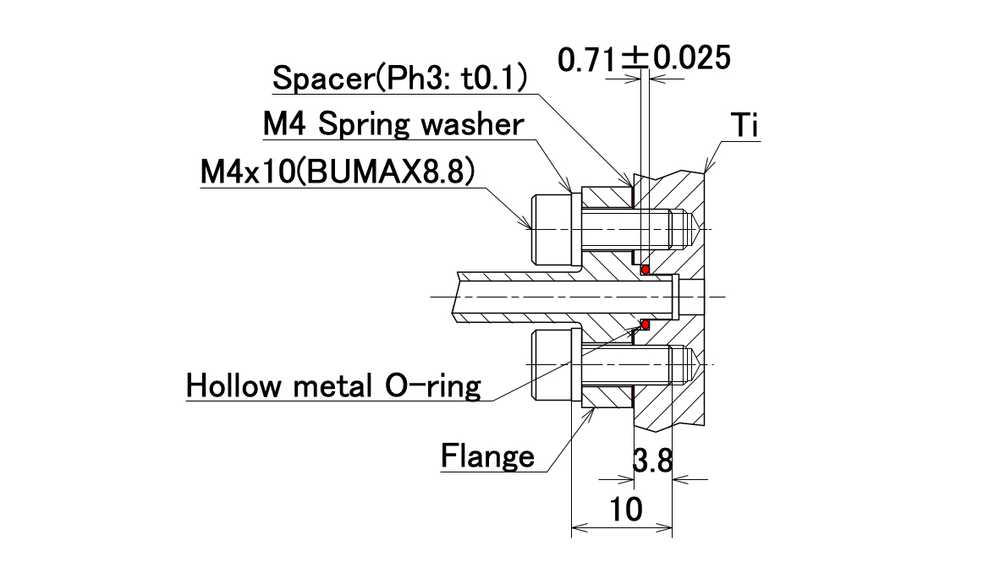 0.71±0.025
Spacer(Ph3: t0.1)
Ti
M4 Spring washer
M4x10(BUMAX8.8)
Hollow metal O-ring
Flange
3.8
10